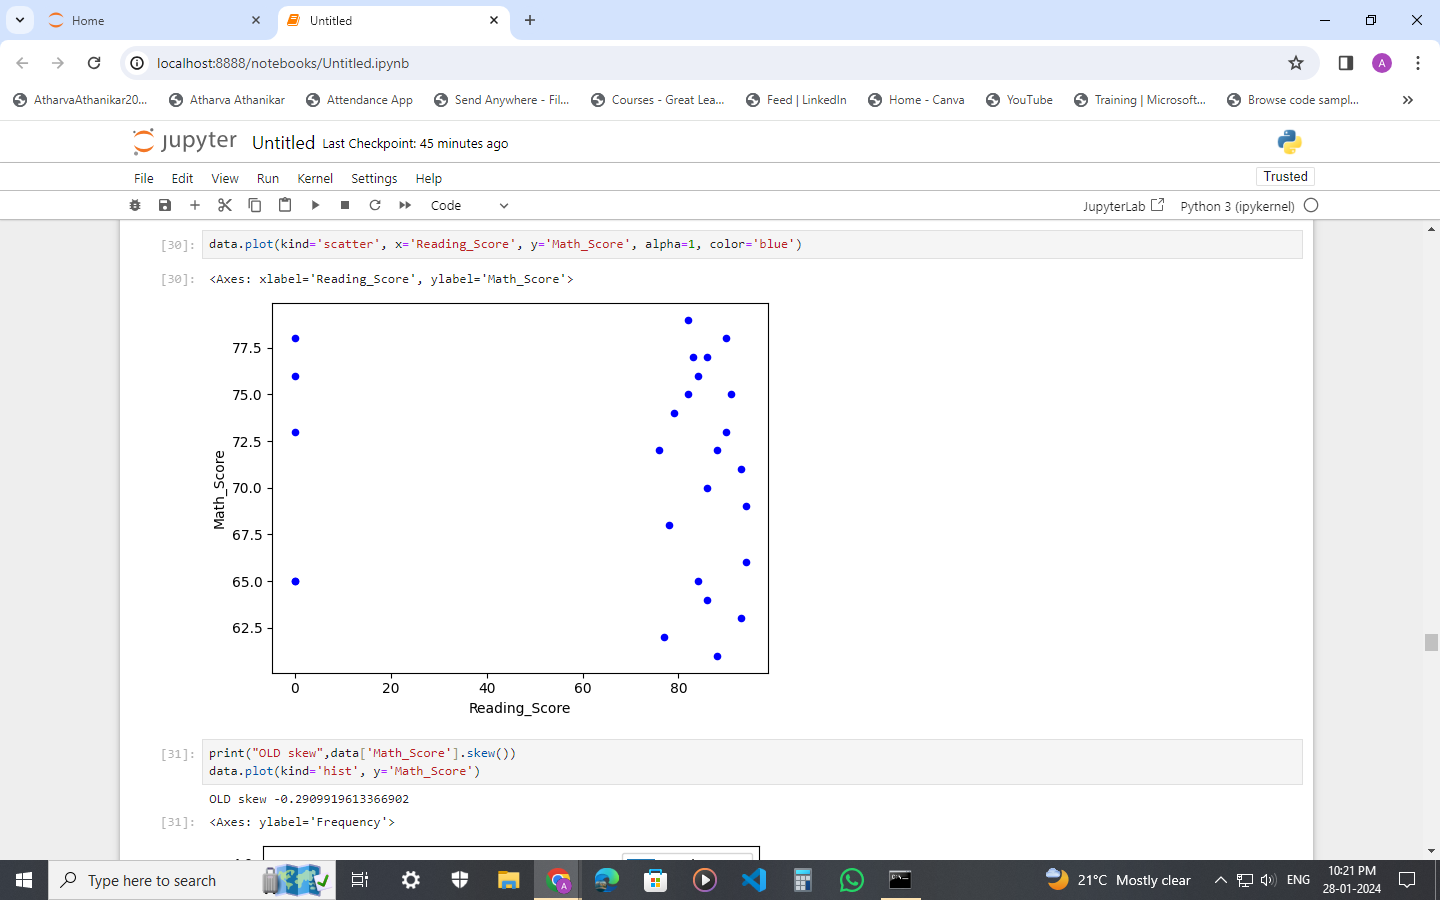 Home
Untitled
localhost:8888/notebooks/Untitled.ipynb
A
AtharvaAthanikar20...
Atharva Athanikar
Attendance App
Send Anywhere - Fil...
Courses - Great Lea...
Feed | LinkedIn
Home - Canva
YouTube
Training | Microsoft...
Browse code sampl...
jupyter Untitled Last Checkpoint: 45 minutes ago
File Edit View Run Kernel Settings Help
Trusted
Code
JupyterLab
Python 3 (ipykernel)
[30]: data.plot(kind='scatter', x='Reading_Score', y='Math_Score', alpha=1, color='blue')
[30]: <Axes: xlabel='Reading_Score', ylabel='Math_Score'>
77.5
75.0
72.5
70.0
67.5
65.0
62.5
Math_Score
0 20 40 60 80
Reading_Score
[31]: print("OLD skew",data['Math_Score'].skew())
data.plot(kind='hist', y='Math_Score')
OLD skew -0.2909919613366902
[31]: <Axes: ylabel='Frequency'>
Type here to search
A
21°C Mostly clear
ENG
10:21 PM
28-01-2024